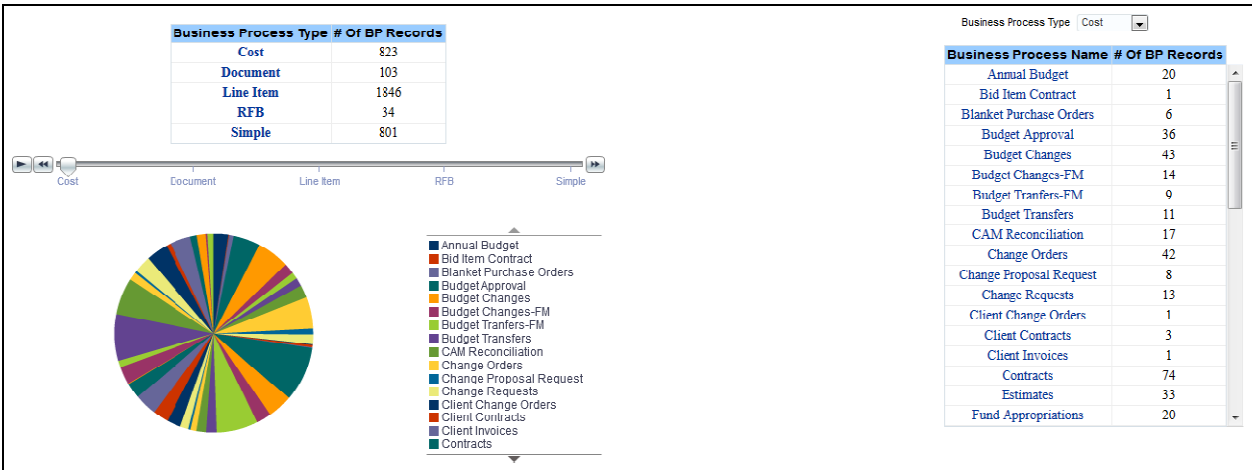 Business Process Type # Of BP Records
Cost 823
Document 103
Line Item 1846
RFB 34
Simple 801
Cost Document Line Item RFB Simple
Annual Budget
Bid Item Contract
Blanket Purchase Orders
Budget Approval
Budget Changes
Budget Changes-FM
Budget Tranfers-FM
Budget Transfers
CAM Reconciliation
Change Orders
Change Proposal Request
Change Requests
Client Change Orders
Client Contracts
Client Invoices
Contracts
Business Process Type Cost
Business Process Name # Of BP Records
Annual Budget 20
Bid Item Contract 1
Blanket Purchase Orders 6
Budget Approval 36
Budget Changes 43
Budget Changes-FM 14
Budget Tranfers-FM 9
Budget Transfers 11
CAM Reconciliation 17
Change Orders 42
Change Proposal Request 8
Change Requests 13
Client Change Orders 1
Client Contracts 3
Client Invoices 1
Contracts 74
Estimates 33
Fund Appropriations 20